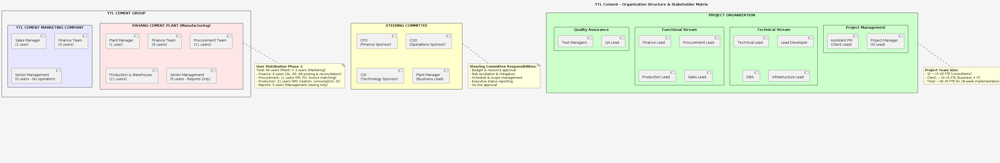 YTL Cement - Organization Structure & Stakeholder Matrix
YTL CEMENT GROUP
YTL CEMENT MARKETING COMPANY
Sales Manager
(1 user)
Finance Team
(3 users)
Senior Management
(0 users - No operation)
PAHANG CEMENT PLANT (Manufacturing)
Plant Manager
(1 user)
Finance Team
(9 users)
Procurement Team
(11 users)
Production & Warehouse
(21 users)
Senior Management
(5 users - Reports Only)
User Distribution Phase 1:
Total: 46 users (Plant) + 3 users (Marketing)
- Finance: 9 users (GL, AP, AR posting & reconciliation)
- Procurement: 11 users (PR, PO, Invoice matching)
- Production: 21 users (MO creation, consumption, GI)
- Reports: 5 users (Management viewing only)
STEERING COMMITTEE
CFO
(Finance Sponsor)
COO
(Operations Sponsor)
CIO
(Technology Sponsor)
Plant Manager
(Business Lead)
Steering Committee Responsibilities:
- Budget & resource approval
- Risk escalation & mitigation
- Schedule & scope management
- Executive status reporting
- Go-live approval
PROJECT ORGANIZATION
Quality Assurance
Test Managers
QA Lead
Functional Stream
Finance Lead
Procurement Lead
Production Lead
Sales Lead
Technical Stream
Technical Lead
Lead Developer
DBA
Infrastructure Lead
Project Management
Assistant PM
(Client Lead)
Project Manager
(SI Lead)
Project Team Size:
- SI: ~15-20 FTE (consultants)
- Client: ~10-15 FTE (business + IT)
- Total: ~30-35 FTE for 18-week implementation